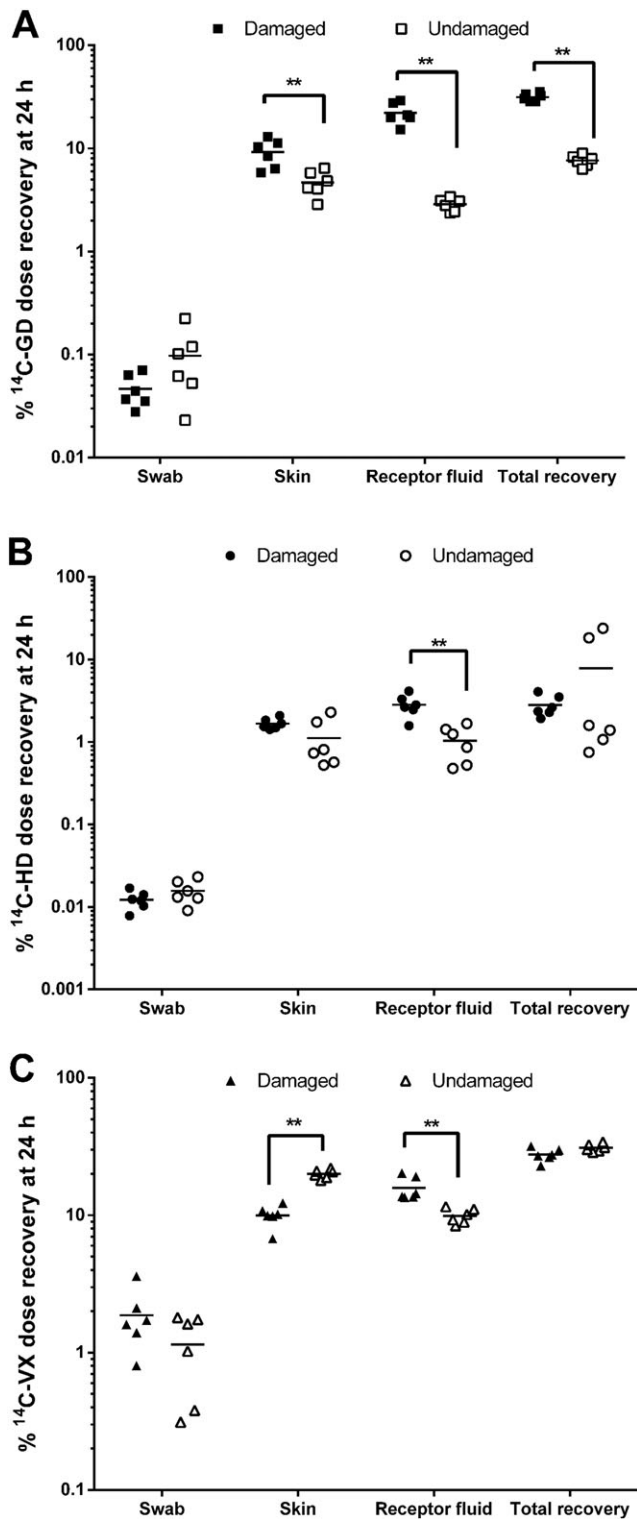 A
Damaged Undamaged
% ¹⁴C-GD dose recovery at 24 h
100
10
1
0.1
0.01
** ** **
Swab Skin Receptor fluid Total recovery
B
Damaged Undamaged
% ¹⁴C-HD dose recovery at 24 h
100
10
1
0.1
0.01
0.001
**
Swab Skin Receptor fluid Total recovery
C
Damaged Undamaged
% ¹⁴C-VX dose recovery at 24 h
100
10
1
0.1
** **
Swab Skin Receptor fluid Total recovery